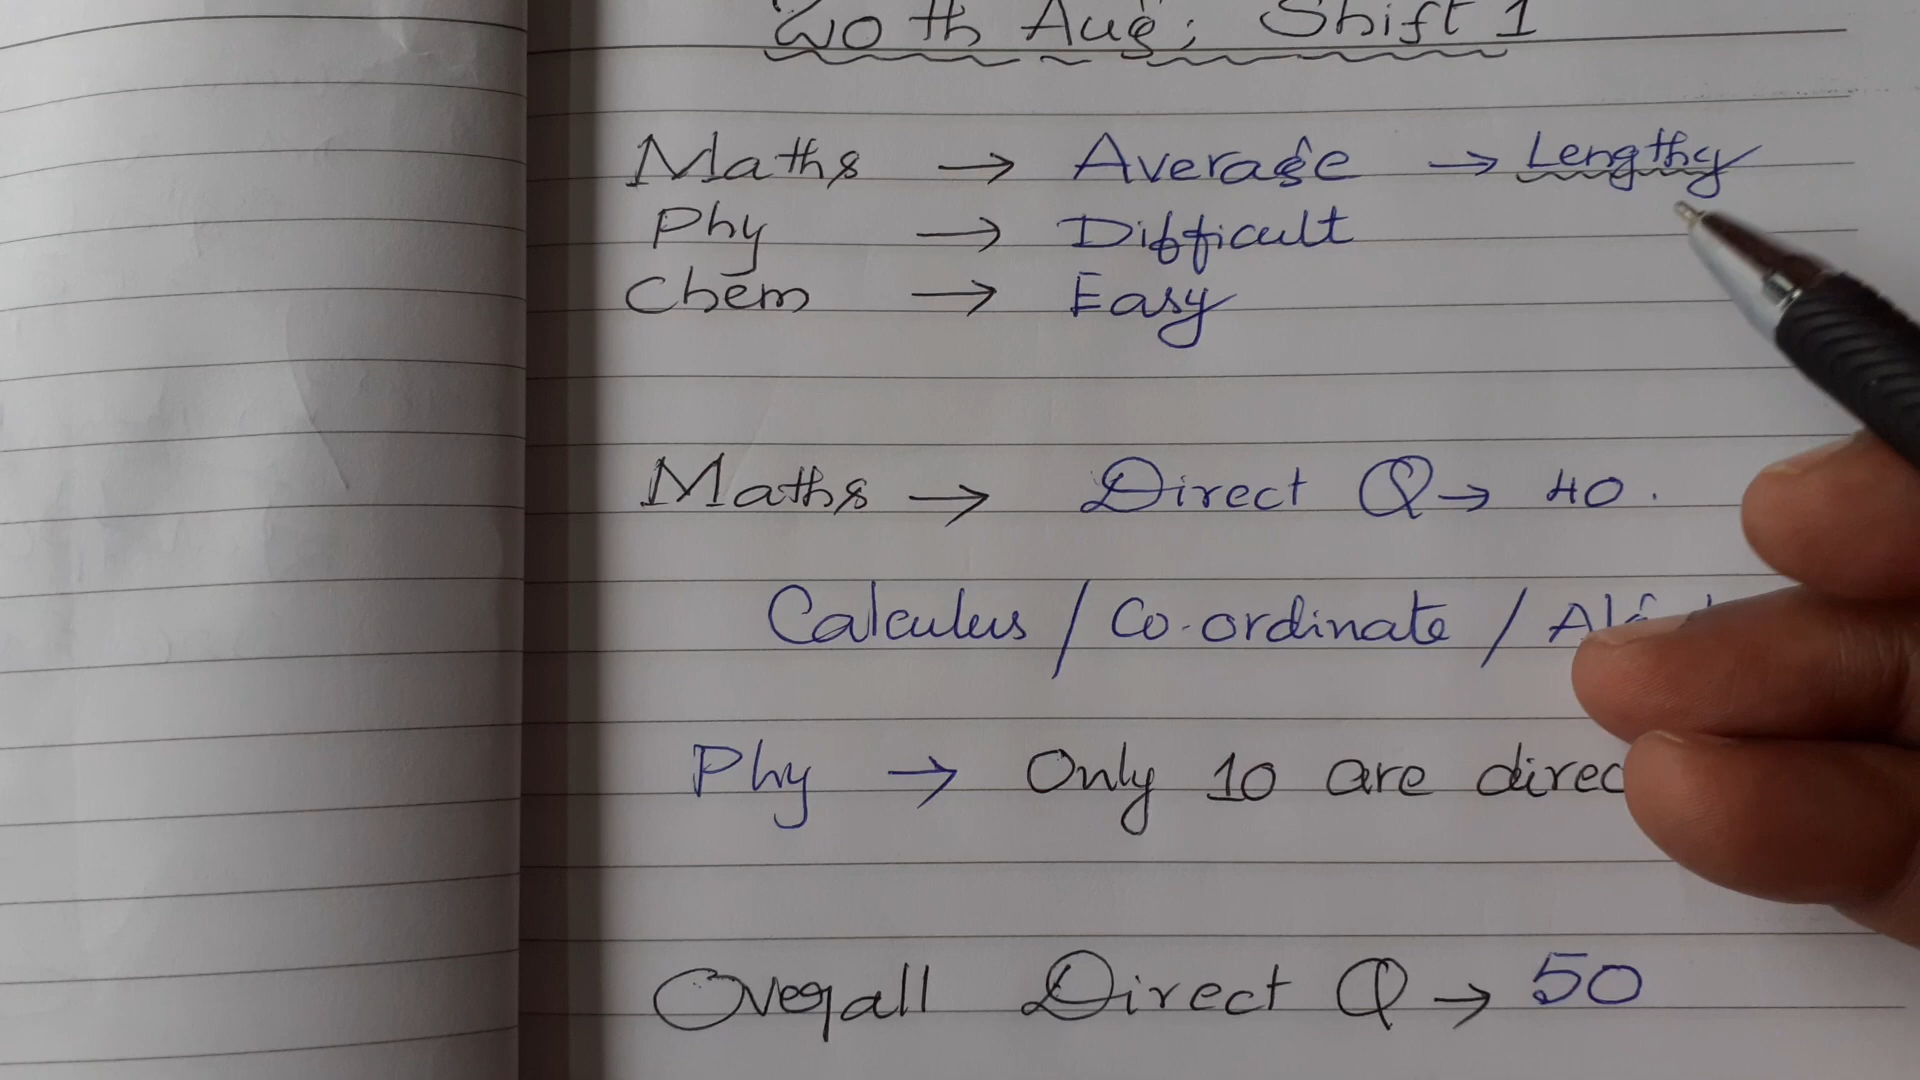 20th Aug; Shift 1
Maths → Average → Lengthy
Phy → Difficult
Chem → Easy
Maths → Direct Q → 40.
Calculus / Co-ordinate /
Phy → Only 10 are direc
Overall Direct Q → 50